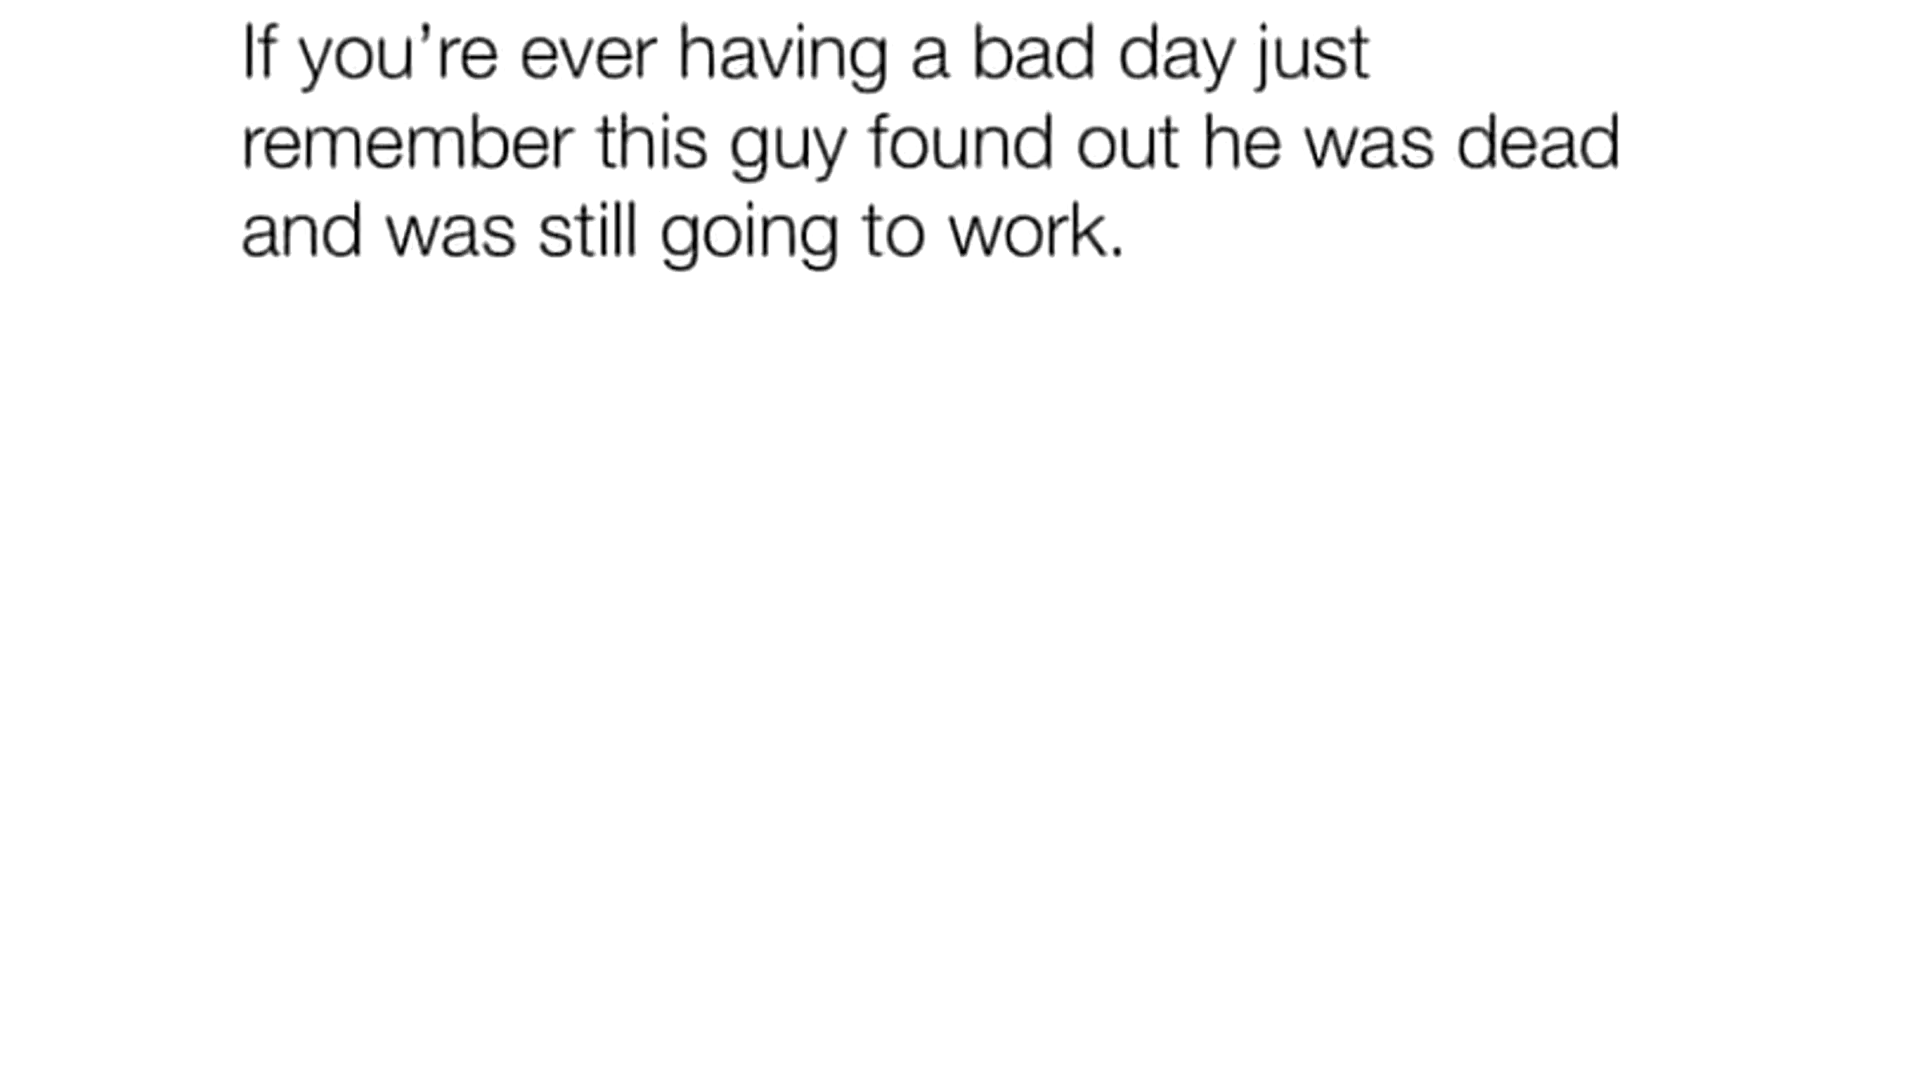 If you’re ever having a bad day just
remember this guy found out he was dead
and was still going to work.